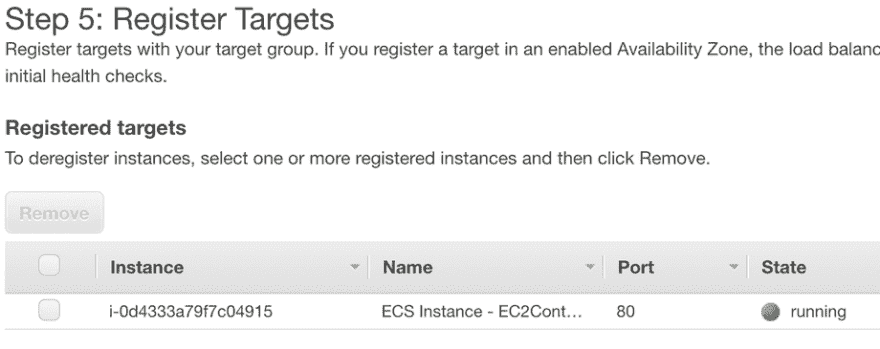 Step 5: Register Targets
Register targets with your target group. If you register a target in an enabled Availability Zone, the load
initial health checks.
Registered targets
To deregister instances, select one or more registered instances and then click Remove.
Remove
Instance Name Port State
i-0d4333a79f7c04915 ECS Instance - EC2Cont... 80 running